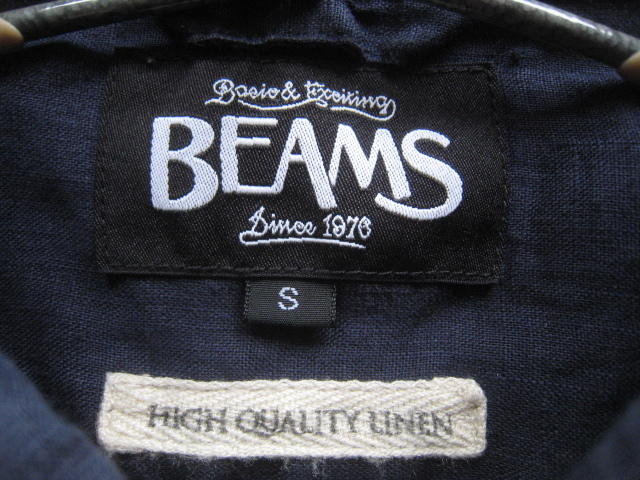 Basic & Exciting
BEAMS
Since 1976
S
HIGH QUALITY LINEN